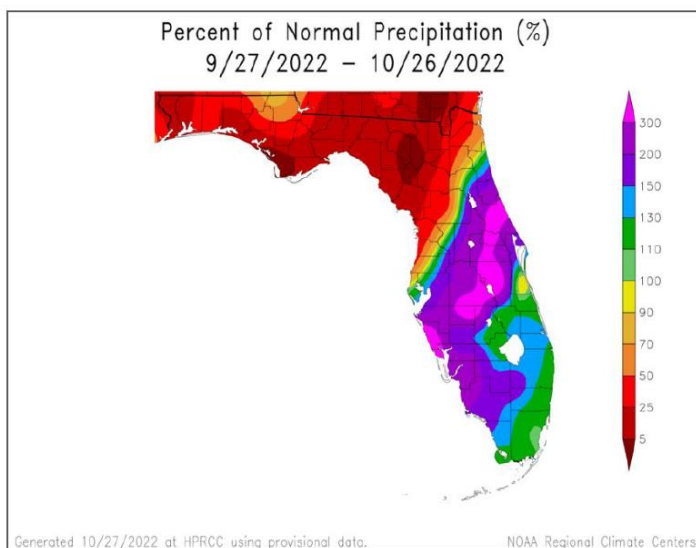 Percent of Normal Precipitation (%)
9/27/2022 – 10/26/2022
300
200
150
130
110
100
90
70
50
25
5
Generated 10/27/2022 at HPRCC using provisional data.
NOAA Regional Climate Centers